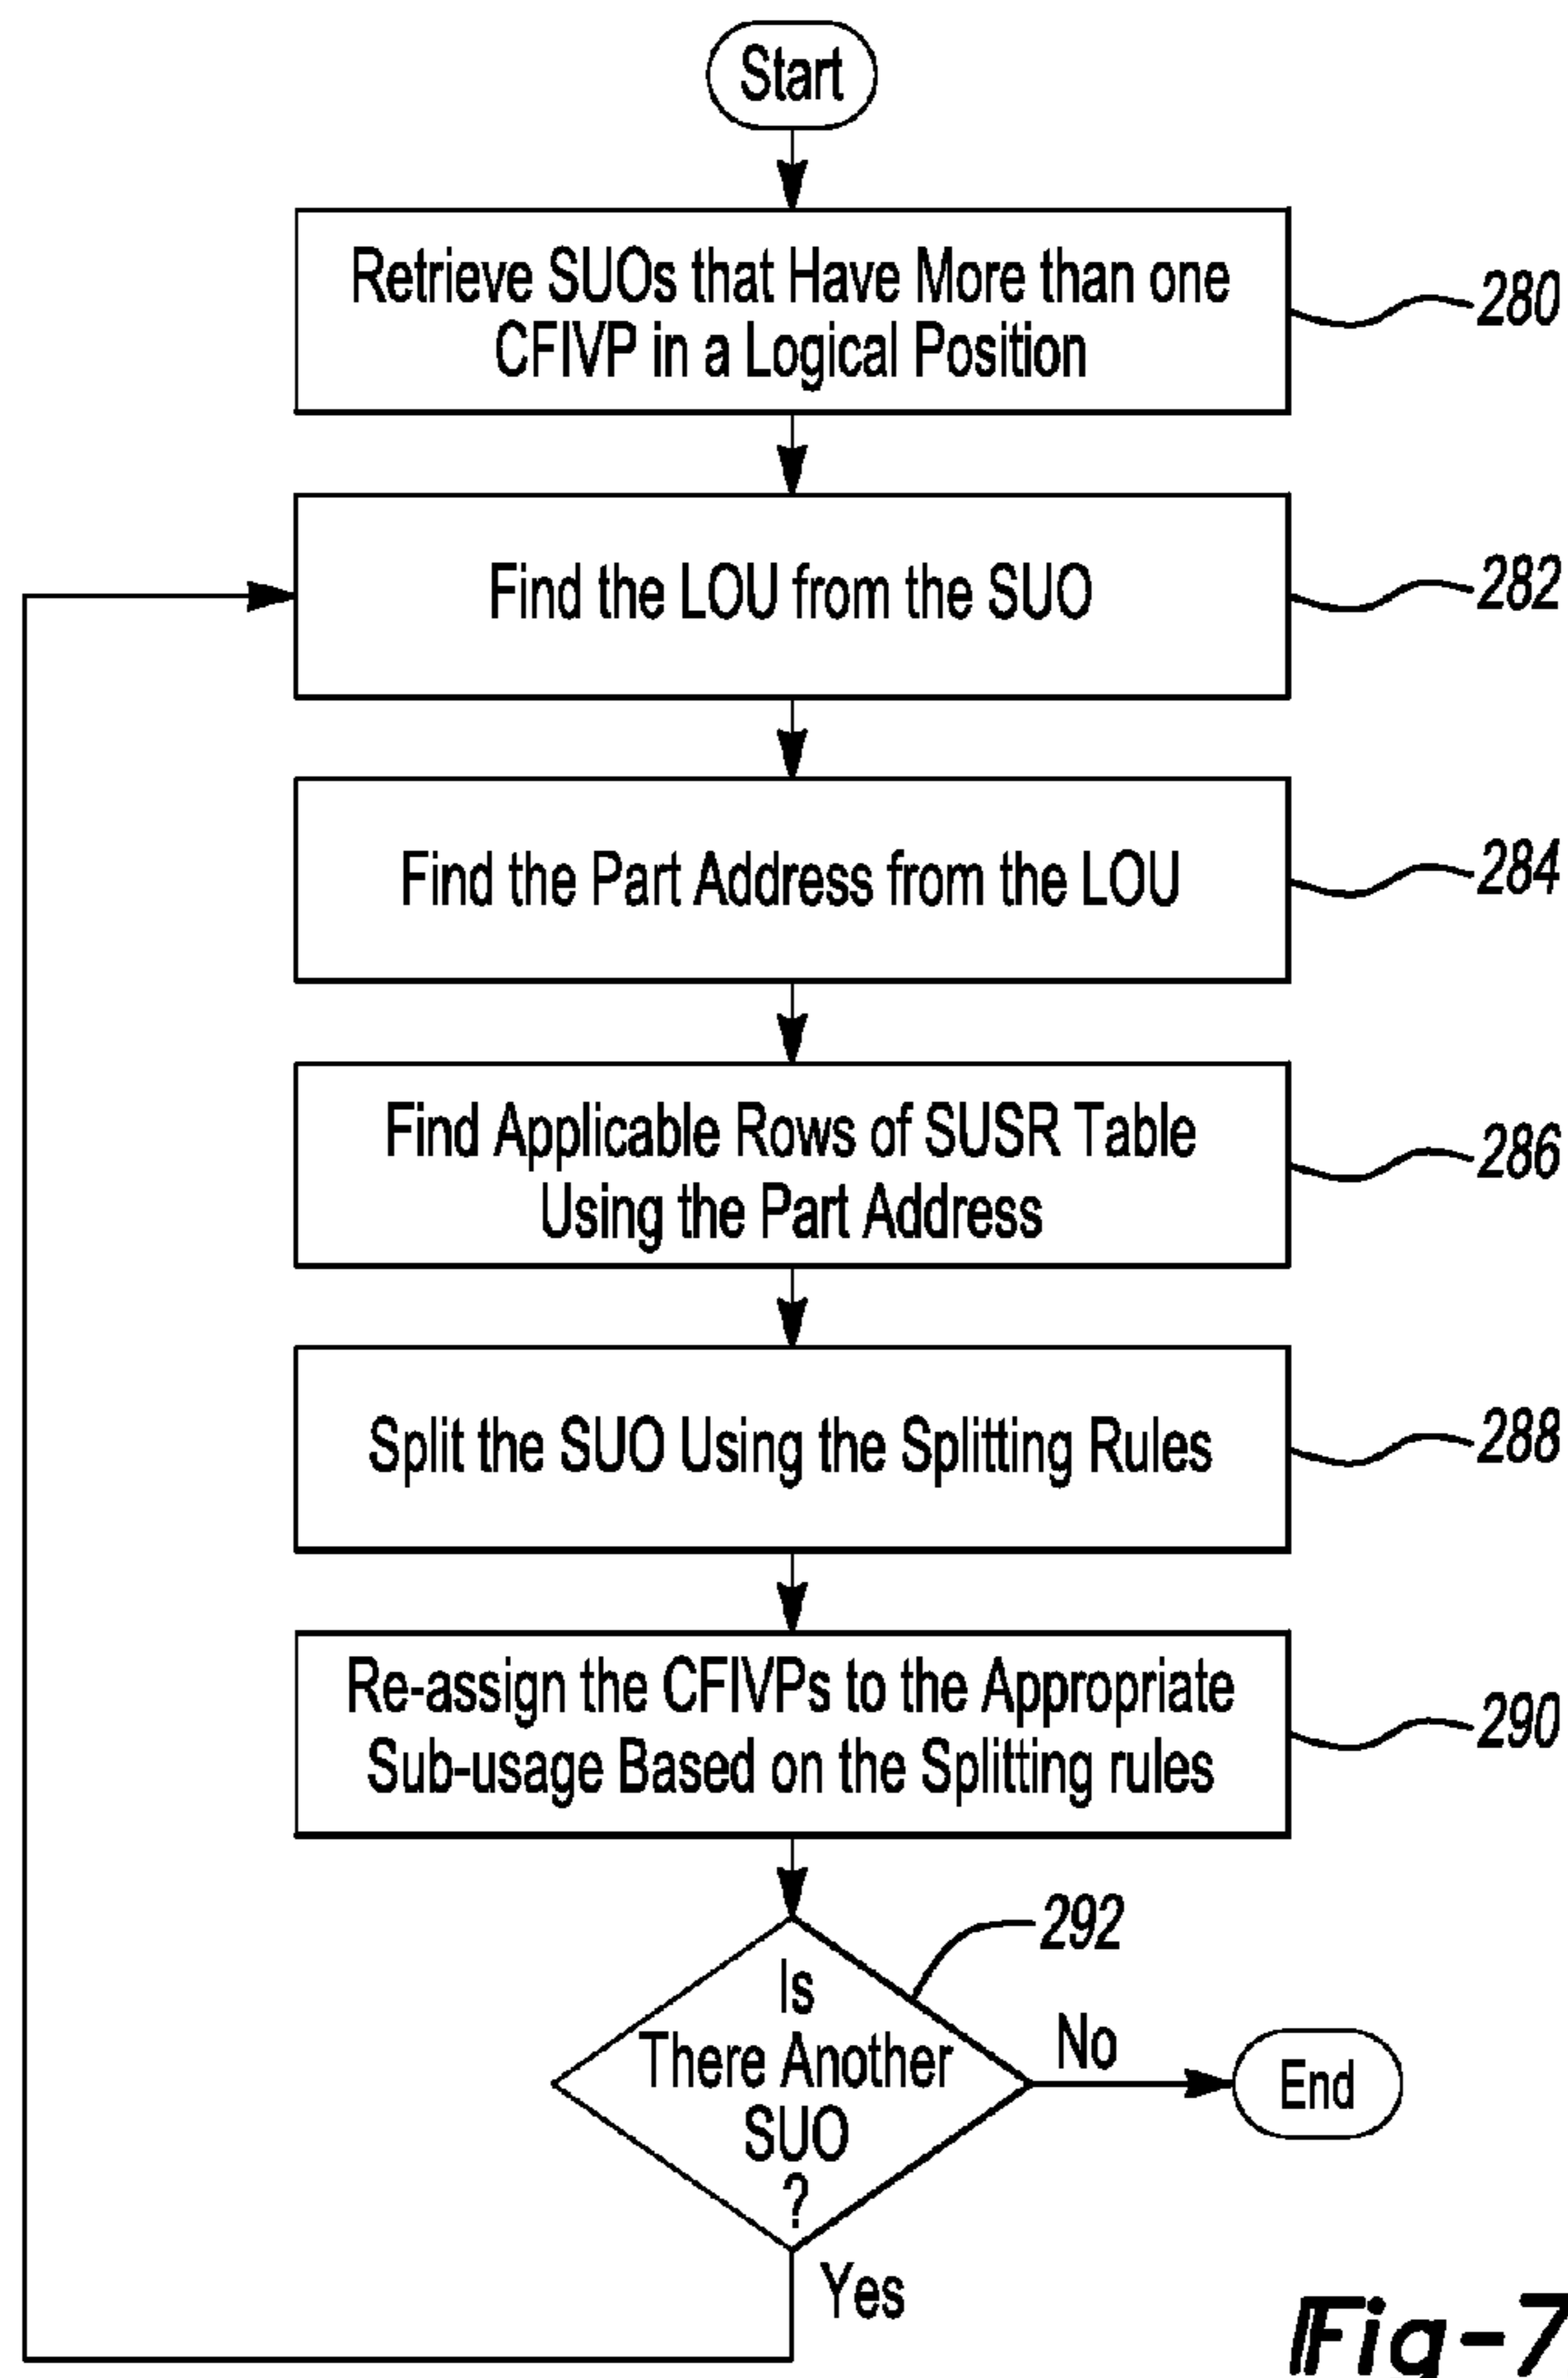 Start
Retrieve SUOs that Have More than one
CFIVP in a Logical Position
280
Find the LOU from the SUO
282
Find the Part Address from the LOU
284
Find Applicable Rows of SUSR Table
Using the Part Address
286
Split the SUO Using the Splitting Rules
288
Re-assign the CFIVPs to the Appropriate
Sub-usage Based on the Splitting rules
290
292
Is
There Another
SUO
?
No
End
Yes
Fig-7